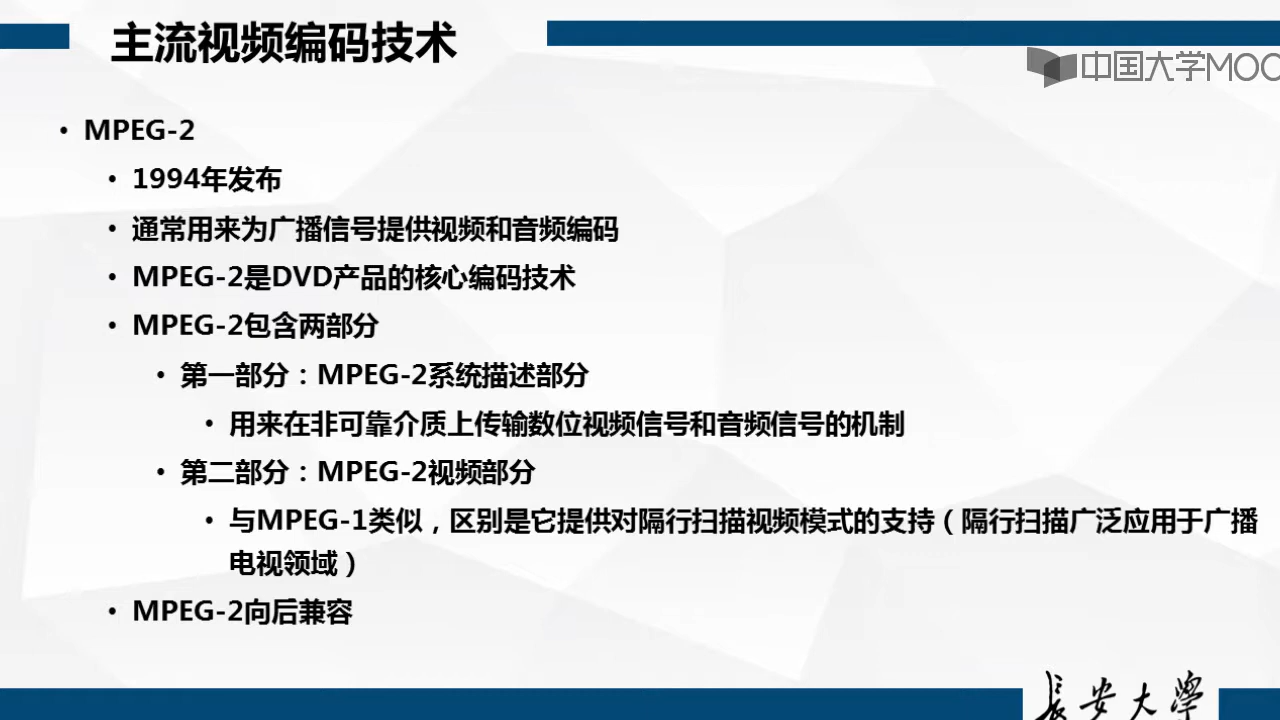 主流视频编码技术
中国大学MOO
• MPEG-2
• 1994年发布
• 通常用来为广播信号提供视频和音频编码
• MPEG-2是DVD产品的核心编码技术
• MPEG-2包含两部分
• 第一部分：MPEG-2系统描述部分
• 用来在非可靠介质上传输数位视频信号和音频信号的机制
• 第二部分：MPEG-2视频部分
• 与MPEG-1类似，区别是它提供对隔行扫描视频模式的支持（隔行扫描广泛应用于广播
电视领域）
• MPEG-2向后兼容
長安大學